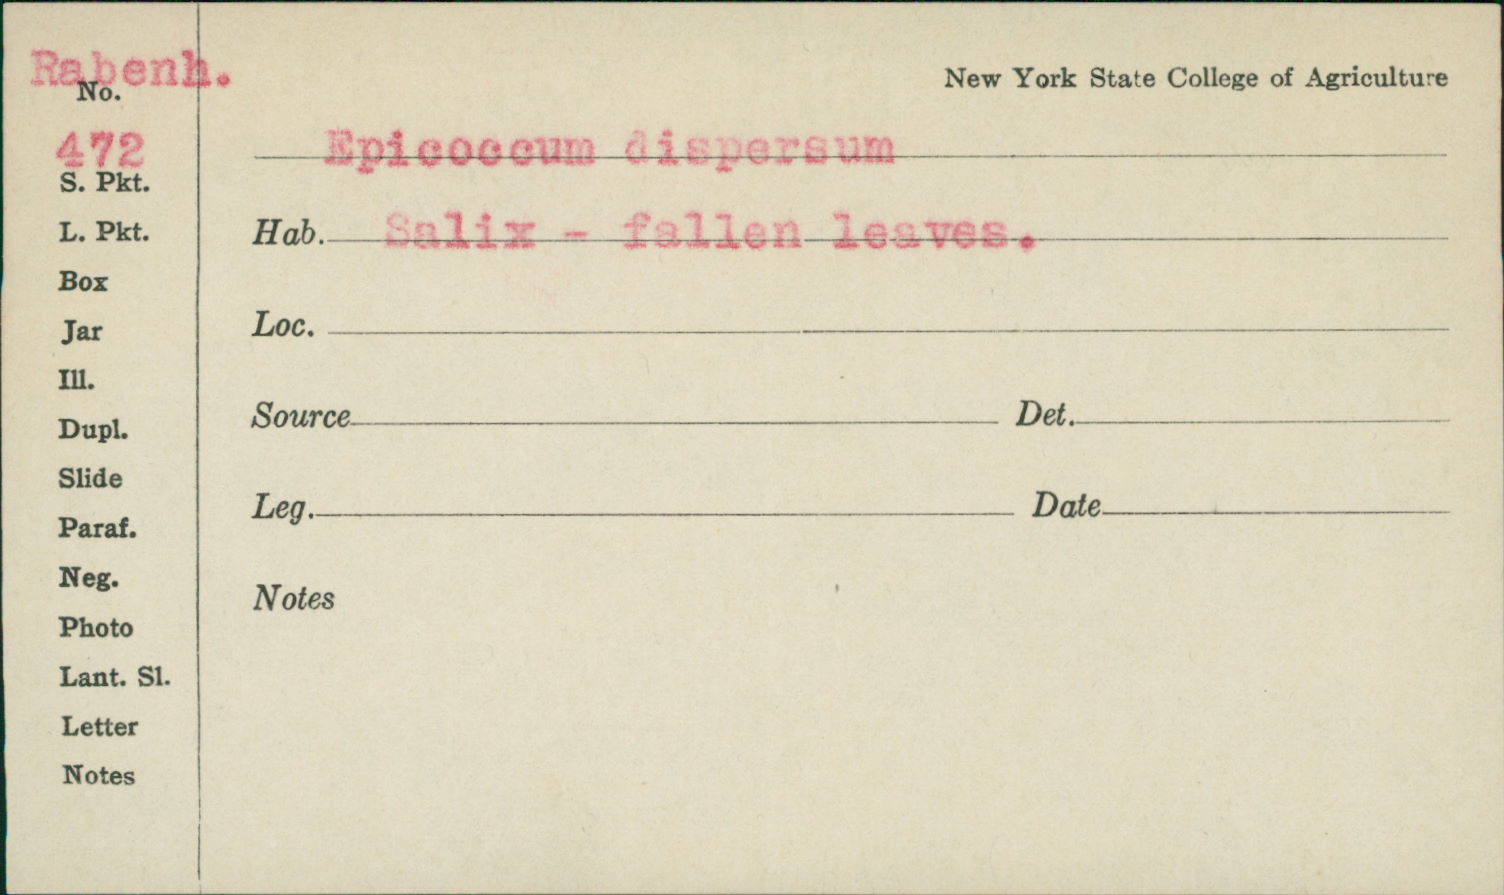 Rabenh.
No.
472
S. Pkt.
L. Pkt.
Box
Jar
Ill.
Dupl.
Slide
Paraf.
Neg.
Photo
Lant. Sl.
Letter
Notes
New York State College of Agriculture
Epicoccum dispersum
Hab. Salix - fallen leaves.
Loc.
Source Det.
Leg. Date
Notes